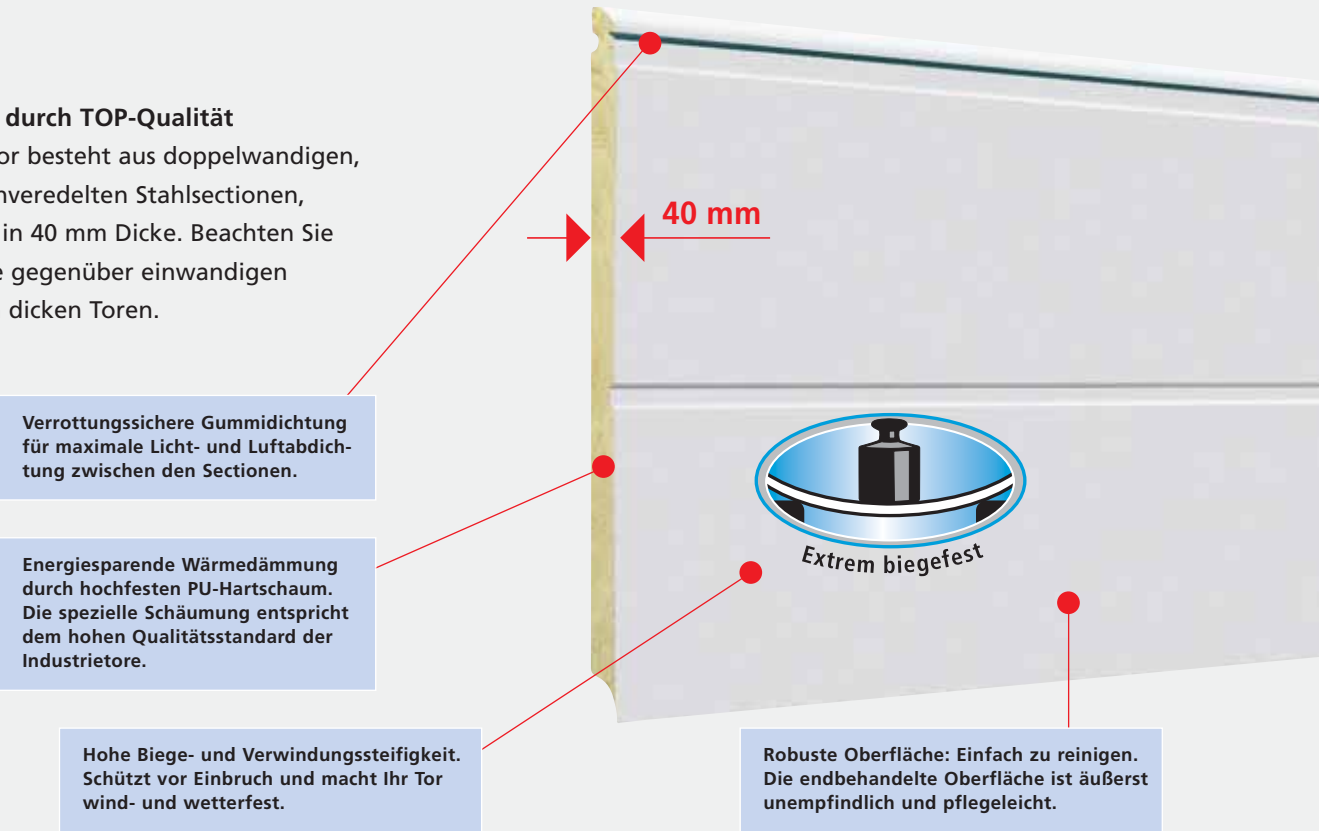 durch TOP-Qualität
besteht aus doppelwandigen,
Stahlsectionen,
in 40 mm Dicke. Beachten Sie
gegenüber einwandigen
dicken Toren.
40 mm
Verrottungssichere Gummidichtung
für maximale Licht- und Luftabdich-
tung zwischen den Sectionen.
Energiesparende Wärmedämmung
durch hochfesten PU-Hartschaum.
Die spezielle Schäumung entspricht
dem hohen Qualitätsstandard der
Industrietore.
Extrem biegefest
Hohe Biege- und Verwindungssteifigkeit.
Schützt vor Einbruch und macht Ihr Tor
wind- und wetterfest.
Robuste Oberfläche: Einfach zu reinigen.
Die endbehandelte Oberfläche ist äußerst
unempfindlich und pflegeleicht.